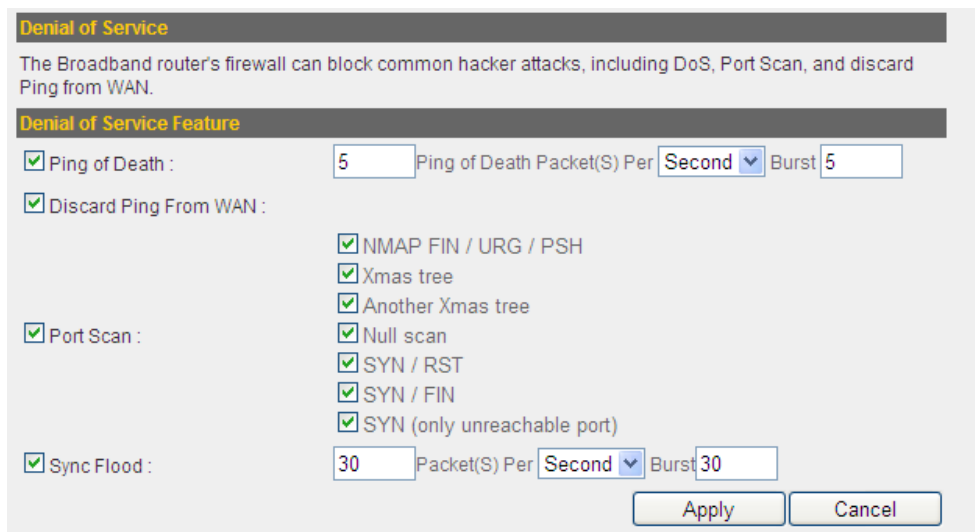 Denial of Service
The Broadband router's firewall can block common hacker attacks, including DoS, Port Scan, and discard
Ping from WAN.
Denial of Service Feature
Ping of Death : 5 Ping of Death Packet(S) Per Second Burst 5
Discard Ping From WAN :
NMAP FIN / URG / PSH
Xmas tree
Another Xmas tree
Port Scan : Null scan
SYN / RST
SYN / FIN
SYN (only unreachable port)
Sync Flood : 30 Packet(S) Per Second Burst 30
Apply Cancel